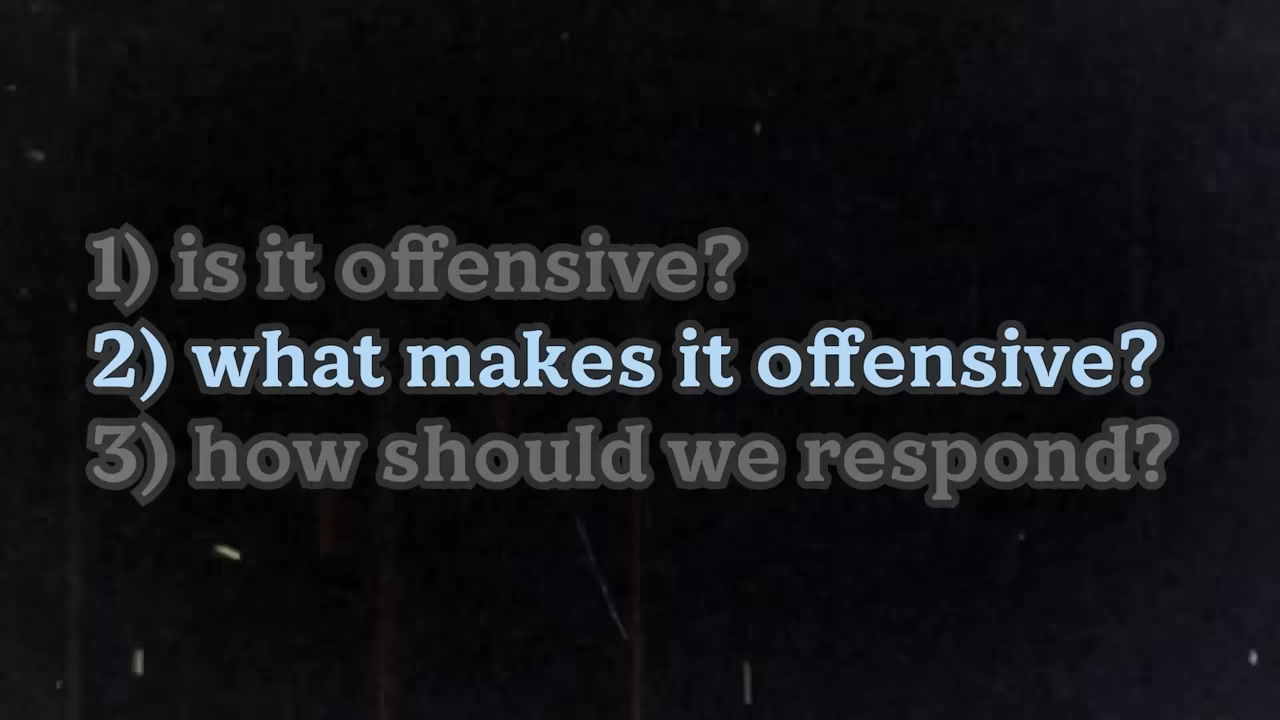 1) is it offensive?
2) what makes it offensive?
3) how should we respond?